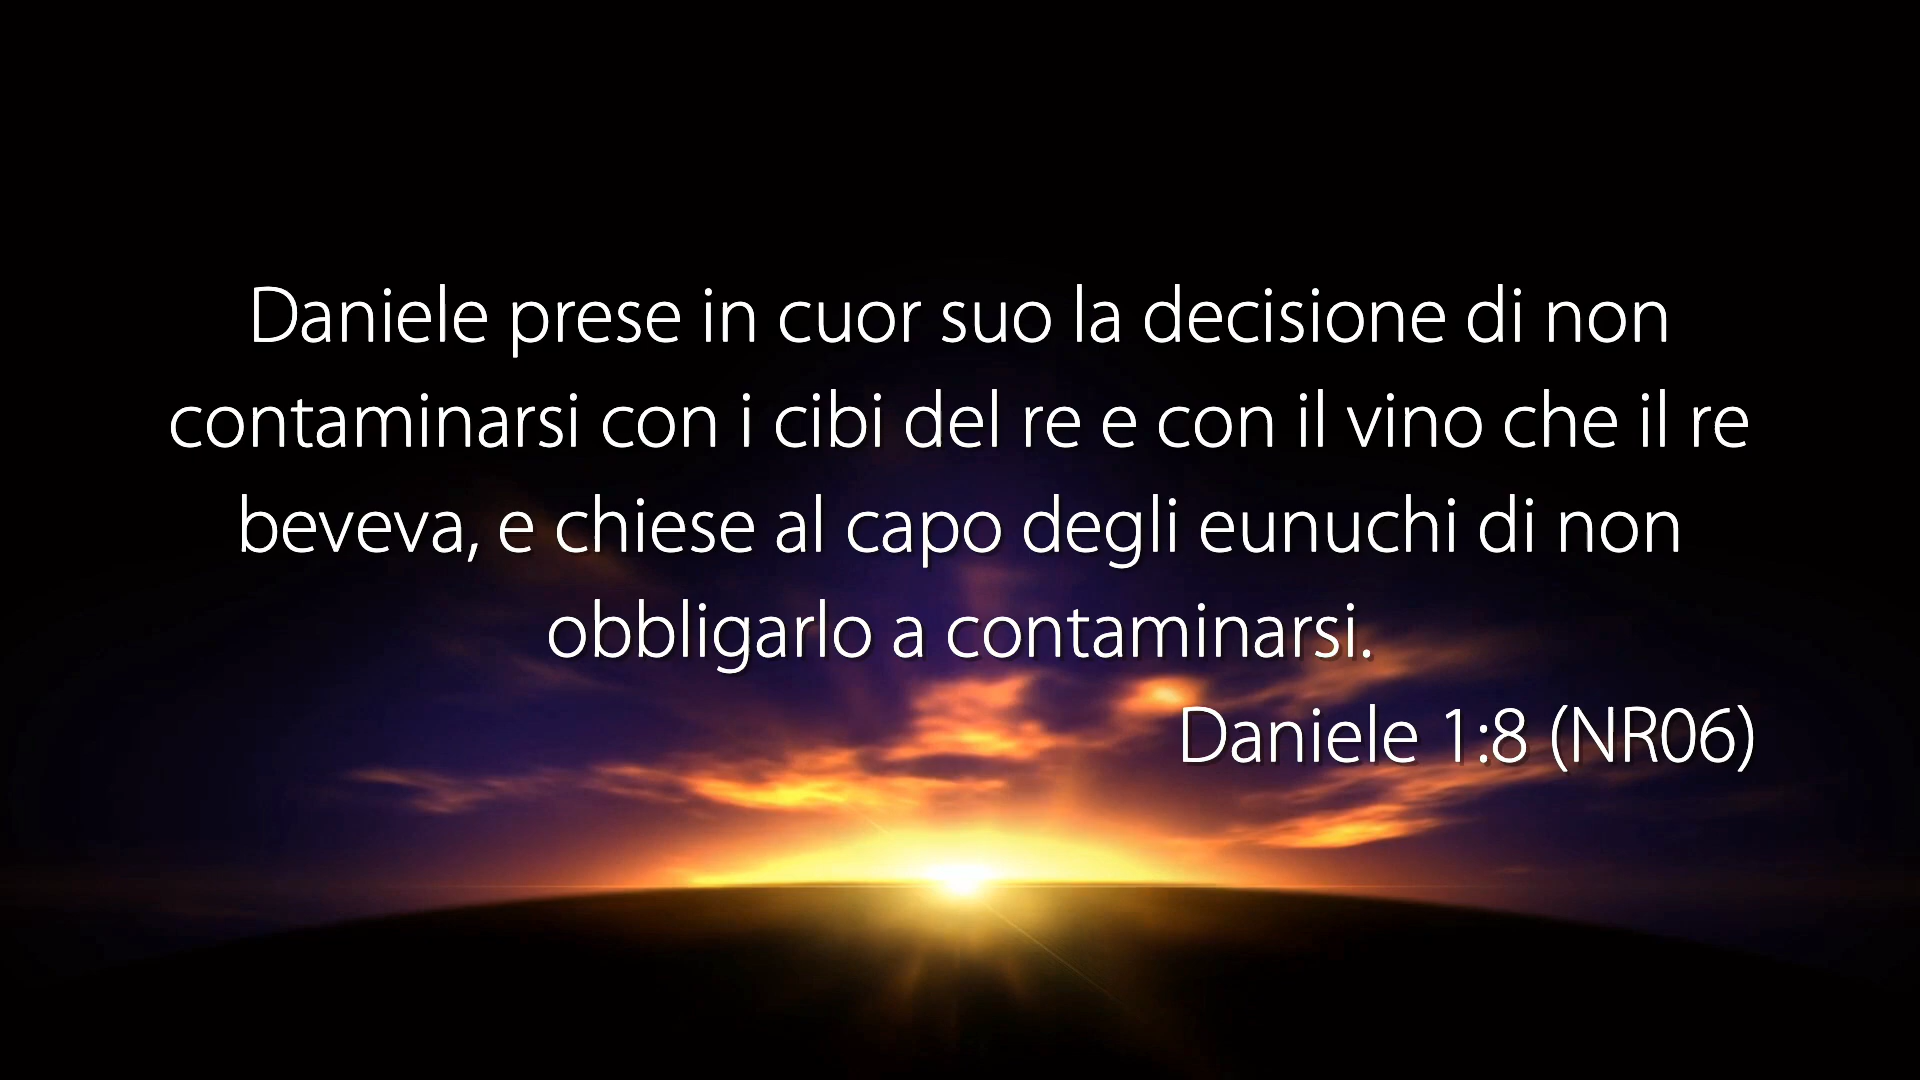 Daniele prese in cuor suo la decisione di non
contaminarsi con i cibi del re e con il vino che il re
beveva, e chiese al capo degli eunuchi di non
obbligarlo a contaminarsi.
Daniele 1:8 (NR06)